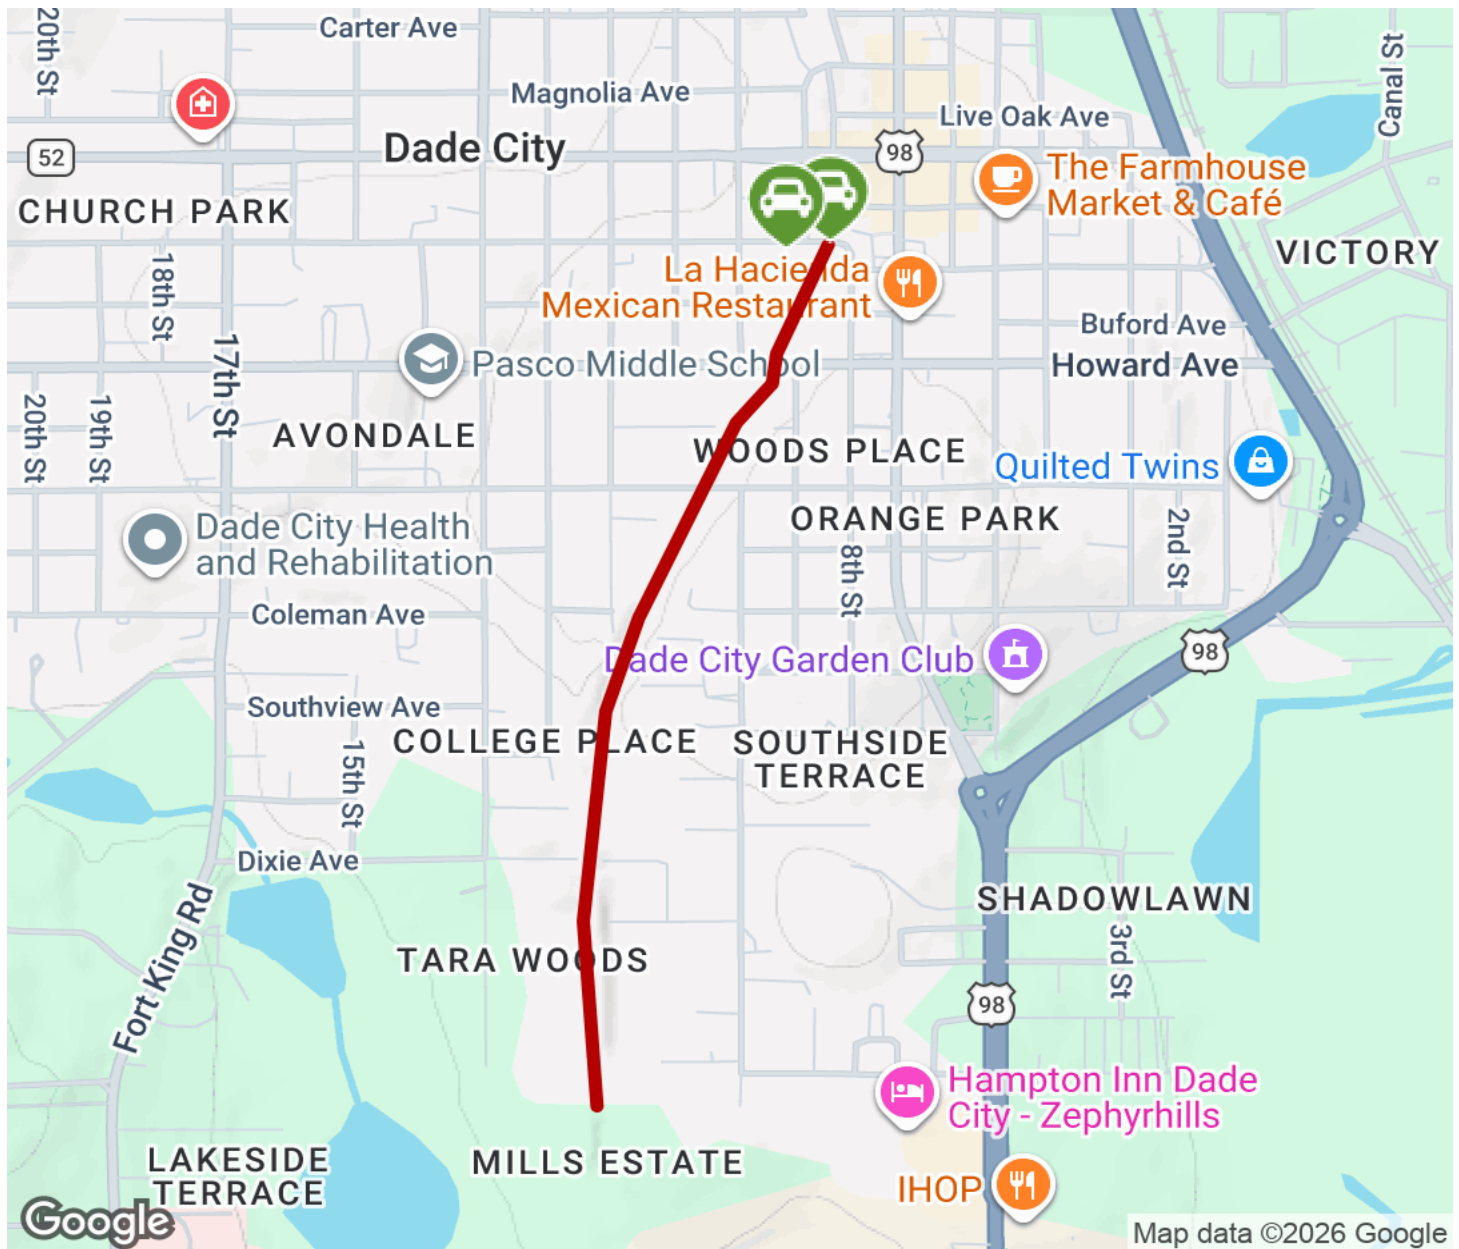 20th St
Carter Ave
Canal St
Magnolia Ave
Live Oak Ave
Dade City
98
52
The Farmhouse
Market & Café
CHURCH PARK
VICTORY
18th St
La Hacienda
Mexican Restaurant
Buford Ave
17th St
Pasco Middle School
Howard Ave
20th St
19th St
AVONDALE
WOODS PLACE
Quilted Twins
Dade City Health
and Rehabilitation
ORANGE PARK
2nd St
8th St
Coleman Ave
Dade City Garden Club
98
Southview Ave
COLLEGE PLACE
SOUTHSIDE
TERRACE
15th St
Dixie Ave
SHADOWLAWN
Fort King Rd
TARA WOODS
3rd St
98
Hampton Inn Dade
City - Zephyrhills
LAKESIDE
TERRACE
MILLS ESTATE
IHOP
Google
Map data ©2026 Google